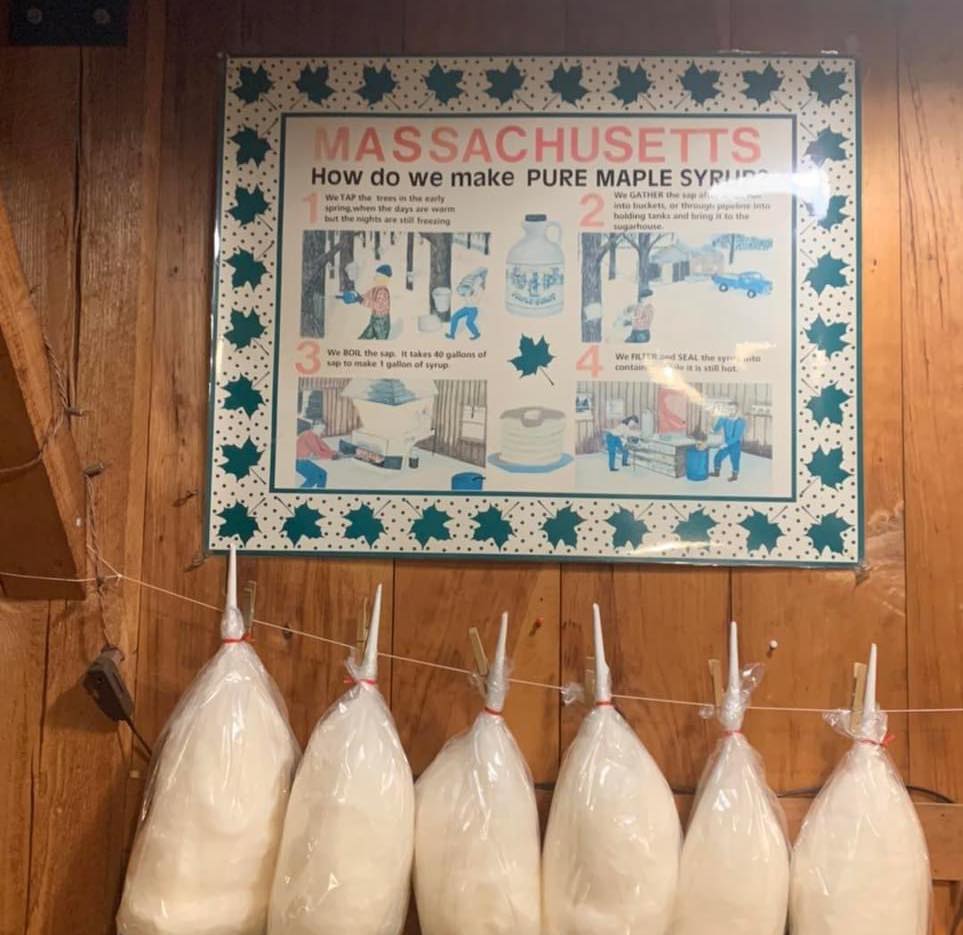 MASSACHUSETTS
How do we make PURE MAPLE SYRUP?
1
We TAP the trees in the early
spring,when the days are warm
but the nights are still freezing
2
We GATHER the sap
into buckets, or through pipeline into
holding tanks and bring it to the
sugarhouse.
3
We BOIL the sap. It takes 40 gallons of
sap to make 1 gallon of syrup.
4
We FILTER and SEAL the syrup into
it is still hot.